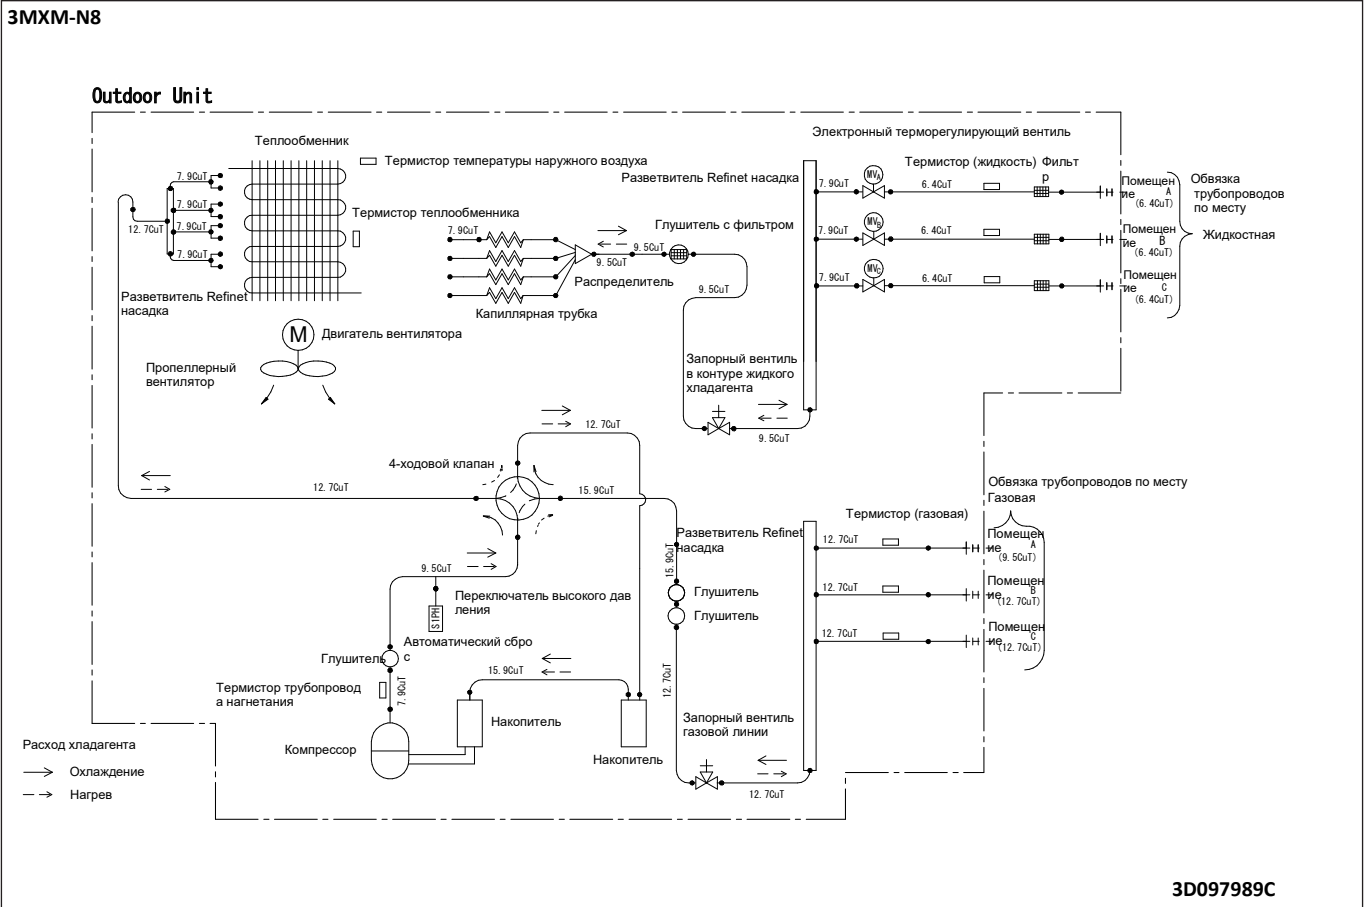 3MXM-N8
Outdoor Unit
Теплообменник
Термистор температуры наружного воздуха
Термистор теплообменника
7.9CuT
7.9CuT
7.9CuT
7.9CuT
12.7CuT
Разветвитель Refinet
насадка
M
Двигатель вентилятора
Пропеллерный
вентилятор
7.9CuT
Капиллярная трубка
Распределитель
9.5CuT
9.5CuT
Глушитель с фильтром
9.5CuT
Запорный вентиль
в контуре жидкого
хладагента
9.5CuT
Разветвитель Refinet насадка
Электронный терморегулирующий вентиль
Термистор (жидкость)
Фильт
р
7.9CuT
MVA
6.4CuT
Помещен
ие A
(6.4CuT)
7.9CuT
MVB
6.4CuT
Помещен
ие B
(6.4CuT)
7.9CuT
MVC
6.4CuT
Помещен
ие C
(6.4CuT)
Обвязка
трубопроводов
по месту
Жидкостная
12.7CuT
4-ходовой клапан
12.7CuT
15.9CuT
9.5CuT
S1PH
Переключатель высокого дав
ления
Автоматический сбро
с
Глушитель
Термистор трубопровод
а нагнетания
7.9CuT
Компрессор
Накопитель
15.9CuT
Накопитель
15.9CuT
Глушитель
Глушитель
12.7CuT
Запорный вентиль
газовой линии
12.7CuT
Разветвитель Refinet
насадка
Термистор (газовая)
Обвязка трубопроводов по месту
Газовая
12.7CuT
Помещен
ие A
(9.5CuT)
12.7CuT
Помещен
ие B
(12.7CuT)
12.7CuT
Помещен
ие C
(12.7CuT)
Расход хладагента
Охлаждение
Нагрев
3D097989C